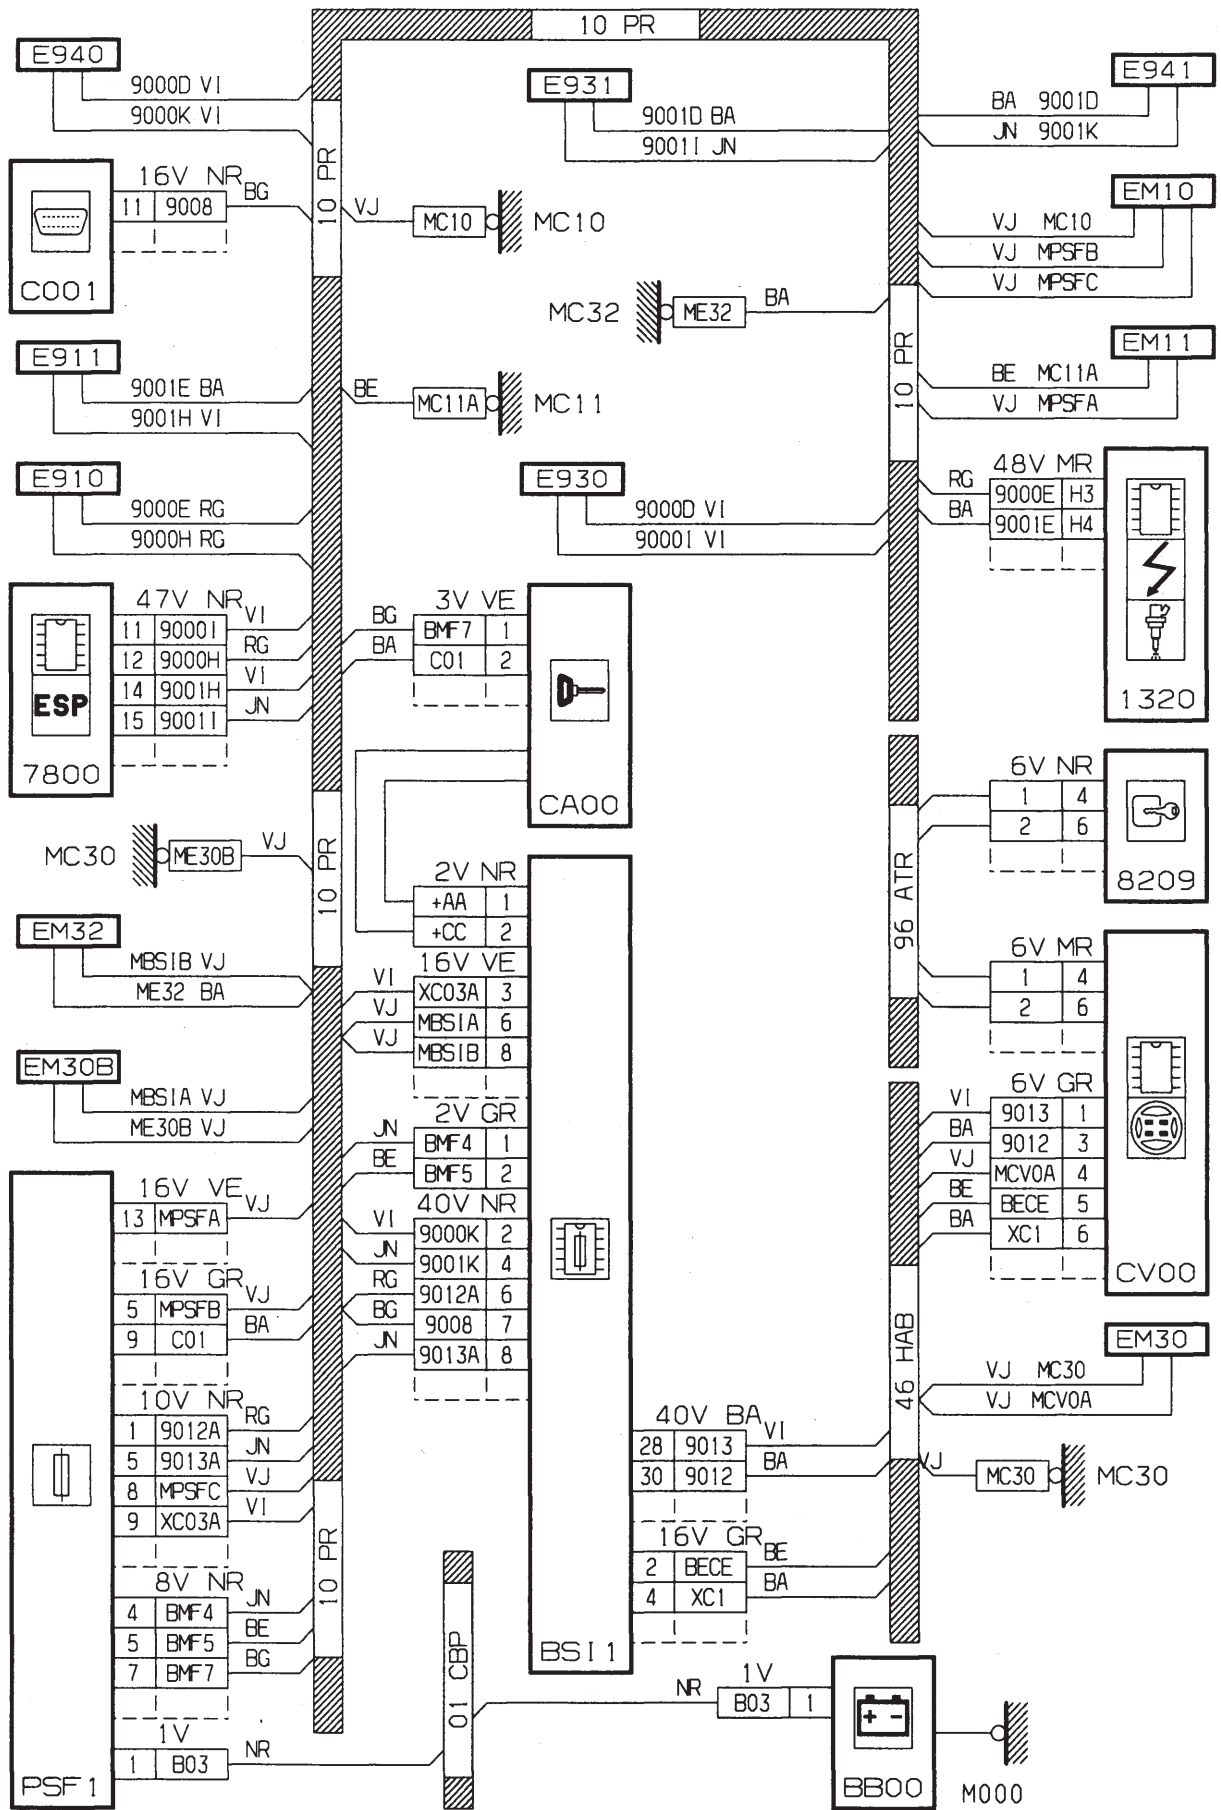 10 PR
E940
9000D VI
9000K VI
E931
9001D BA
9001I JN
E941
BA 9001D
JN 9001K
16V NR
11 9008 BG
C001
10 PR
VJ MC10 MC10
EM10
VJ MC10
VJ MPSFB
VJ MPSFC
MC32 ME32 BA
10 PR
E911
9001E BA
9001H VI
BE MC11A MC11
EM11
BE MC11A
VJ MPSFA
E910
9000E RG
9000H RG
E930
9000D VI
9000I VI
48V MR
RG 9000E H3
BA 9001E H4
1320
47V NR
11 9000I VI
12 9000H RG
14 9001H VI
15 9001I JN
ESP
7800
3V VE
BG BMF7 1
BA C01 2
CA00
6V NR
1 4
2 6
8209
96 ATR
MC30 ME30B VJ
10 PR
2V NR
+AA 1
+CC 2
EM32
MBSIB VJ
ME32 BA
16V VE
VI XC03A 3
VJ MBSIA 6
VJ MBSIB 8
6V MR
1 4
2 6
EM30B
MBSIA VJ
ME30B VJ
2V GR
JN BMF4 1
BE BMF5 2
6V GR
VI 9013 1
BA 9012 3
VJ MCV0A 4
BE BECE 5
BA XC1 6
CV00
16V VE
13 MPSFA VJ
40V NR
VI 9000K 2
JN 9001K 4
RG 9012A 6
BG 9008 7
JN 9013A 8
16V GR
5 MPSFB VJ
9 C01 BA
46 HAB
EM30
VJ MC30
VJ MCV0A
10V NR
1 9012A RG
5 9013A JN
8 MPSFC VJ
9 XC03A VI
40V BA
28 9013 VI
30 9012 BA
VJ MC30 MC30
10 PR
16V GR
2 BECE BE
4 XC1 BA
BSI1
8V NR
4 BMF4 JN
5 BMF5 BE
7 BMF7 BG
01 CBP
NR 1V
B03 1
+ -
BB00
M000
1V
1 B03 NR
PSF1